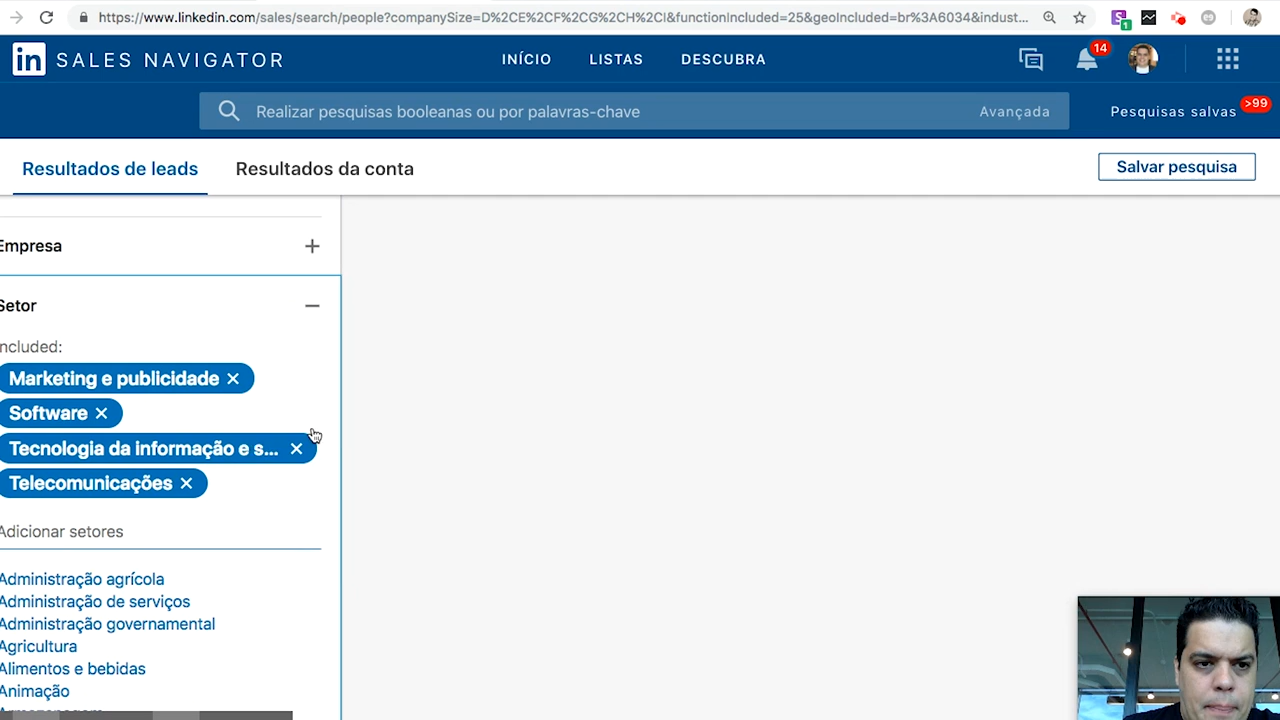 https://www.linkedin.com/sales/search/people?companySize=D%2CE%2CF%2CG%2CH%2CI&functionIncluded=25&geoIncluded=br%3A6034&indust...
1
in SALES NAVIGATOR
INÍCIO
LISTAS
DESCUBRA
14
Realizar pesquisas booleanas ou por palavras-chave
Avançada
Pesquisas salvas
>99
Resultados de leads
Resultados da conta
Salvar pesquisa
Empresa
Setor
ncluded:
Marketing e publicidade
Software
Tecnologia da informação e s...
Telecomunicações
Adicionar setores
Administração agrícola
Administração de serviços
Administração governamental
Agricultura
Alimentos e bebidas
Animação